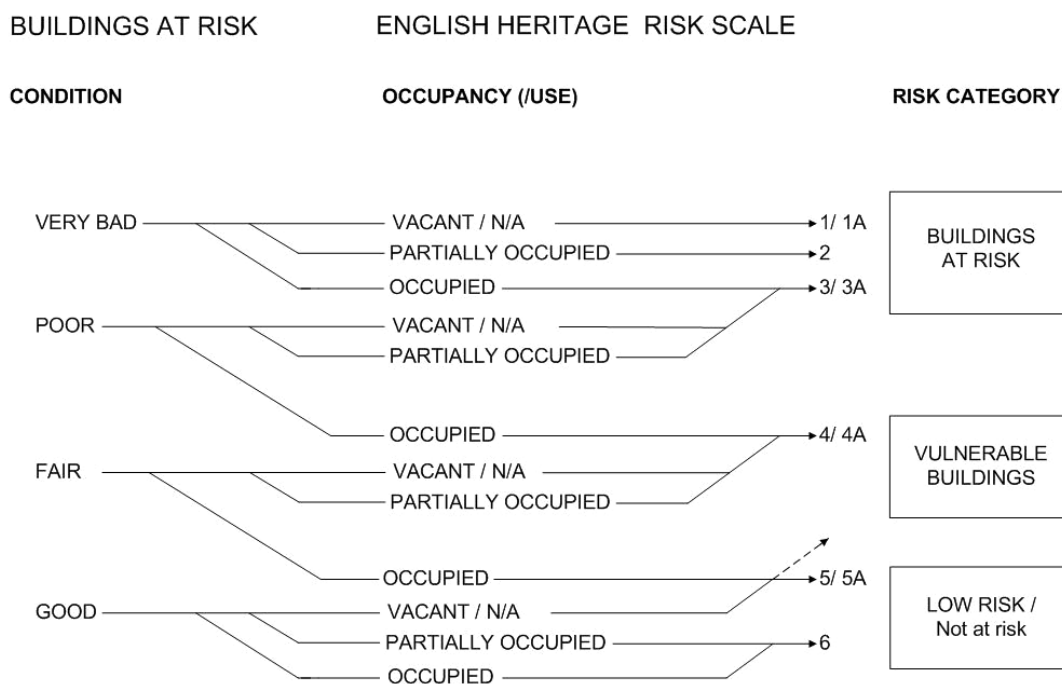 BUILDINGS AT RISK ENGLISH HERITAGE RISK SCALE
CONDITION OCCUPANCY (/USE) RISK CATEGORY
VERY BAD VACANT / N/A 1/ 1A
PARTIALLY OCCUPIED 2
OCCUPIED 3/ 3A
BUILDINGS
AT RISK
POOR VACANT / N/A
PARTIALLY OCCUPIED
OCCUPIED 4/ 4A
FAIR VACANT / N/A
PARTIALLY OCCUPIED
VULNERABLE
BUILDINGS
OCCUPIED 5/ 5A
GOOD VACANT / N/A
PARTIALLY OCCUPIED 6
OCCUPIED
LOW RISK /
Not at risk